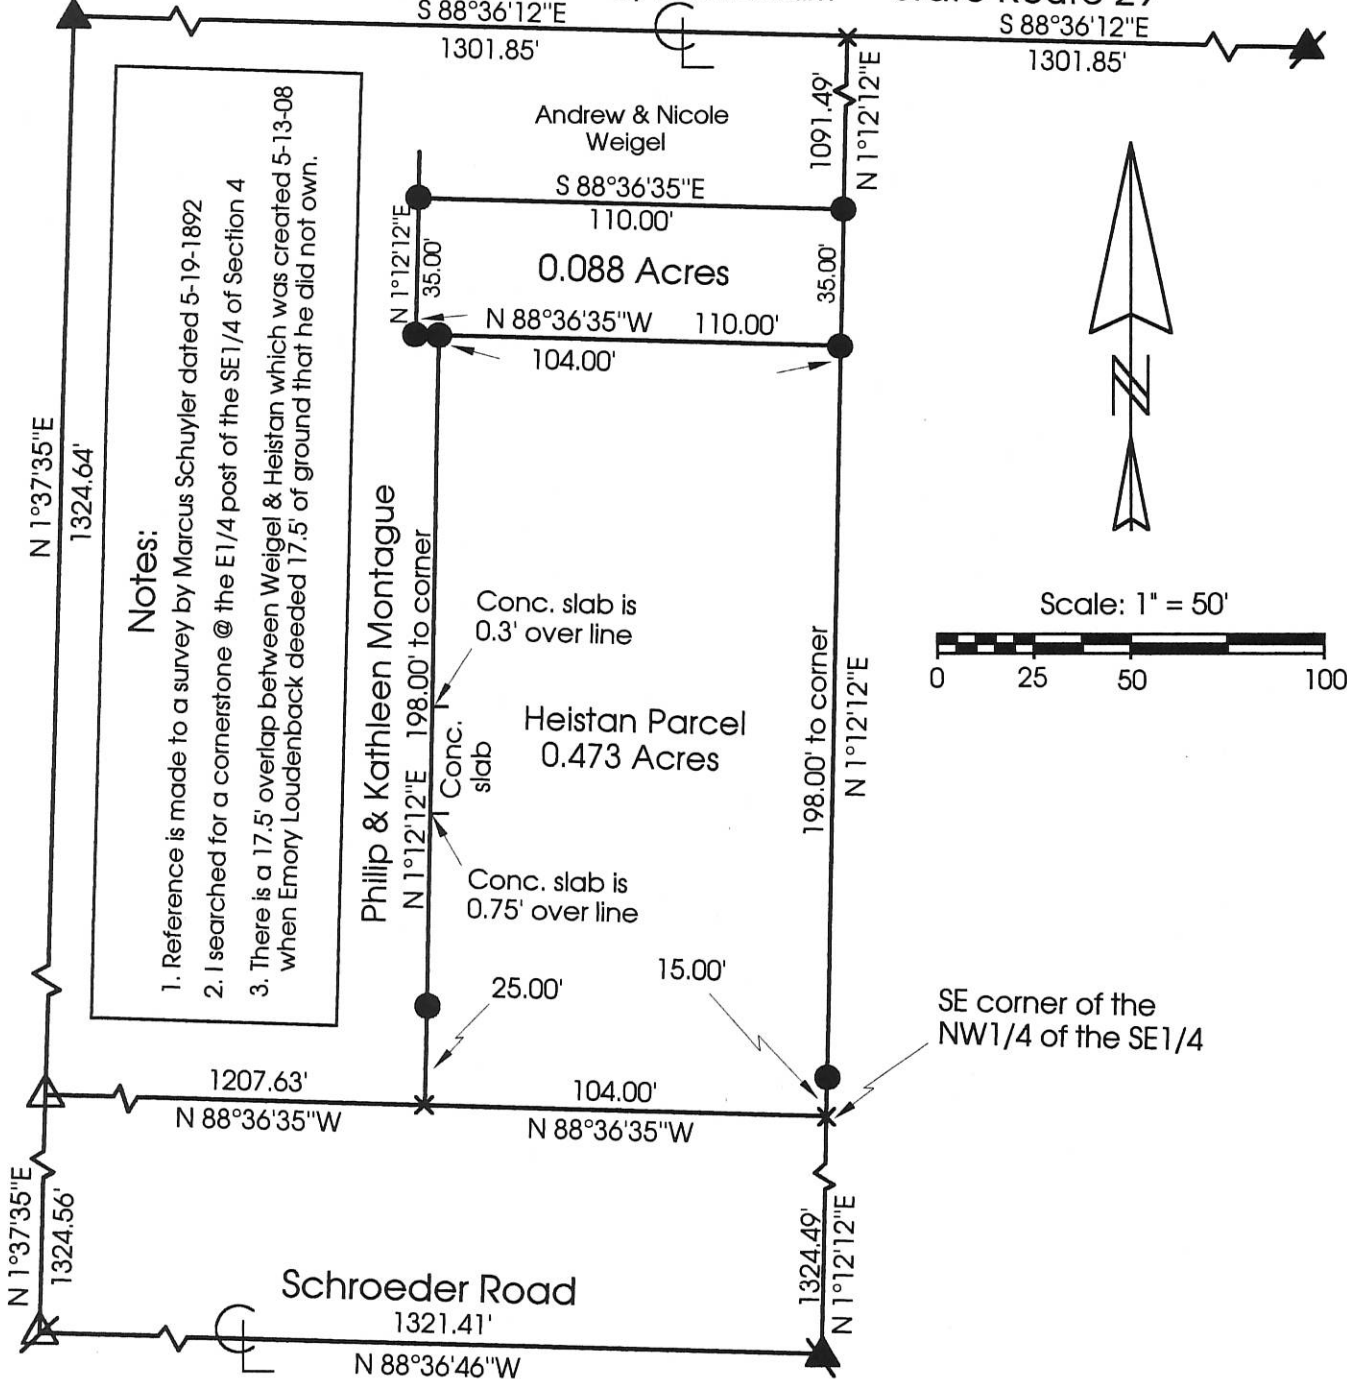 State Route 29
S 88°36'12"E
1301.85'
CL
S 88°36'12"E
1301.85'
1091.49'
N 1°12'12"E
Andrew & Nicole
Weigel
S 88°36'35"E
110.00'
N 1°12'12"E
35.00'
0.088 Acres
35.00'
N 88°36'35"W 110.00'
104.00'
N 1°37'35"E
1324.64'
Notes:
1. Reference is made to a survey by Marcus Schuyler dated 5-19-1892
2. I searched for a cornerstone @ the E1/4 post of the SE1/4 of Section 4
3. There is a 17.5' overlap between Weigel & Heistan which was created 5-13-08
when Emory Loudenback deeded 17.5' of ground that he did not own.
Philip & Kathleen Montague
N 1°12'12"E 198.00' to corner
Conc. slab is
0.3' over line
Conc.
slab
Heistan Parcel
0.473 Acres
Conc. slab is
0.75' over line
198.00' to corner
N 1°12'12"E
N
Scale: 1" = 50'
0 25 50 100
25.00'
15.00'
SE corner of the
NW1/4 of the SE1/4
1207.63'
N 88°36'35"W
104.00'
N 88°36'35"W
N 1°37'35"E
1324.56'
1324.49'
N 1°12'12"E
Schroeder Road
CL
1321.41'
N 88°36'46"W